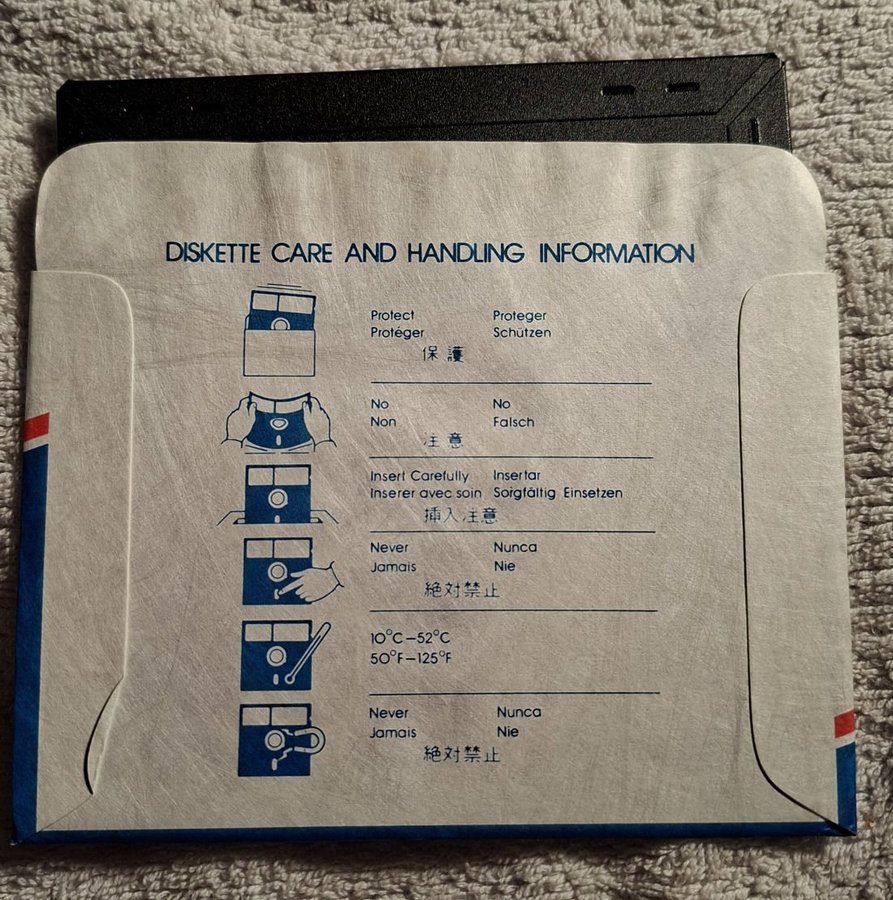 DISKETTE CARE AND HANDLING INFORMATION
Protect Proteger
Protéger Schützen
保護
No No
Non Falsch
注意
Insert Carefully Insertar
Inserer avec soin Sorgfältig Einsetzen
挿入注意
Never Nunca
Jamais Nie
絶対禁止
10°C–52°C
50°F–125°F
Never Nunca
Jamais Nie
絶対禁止